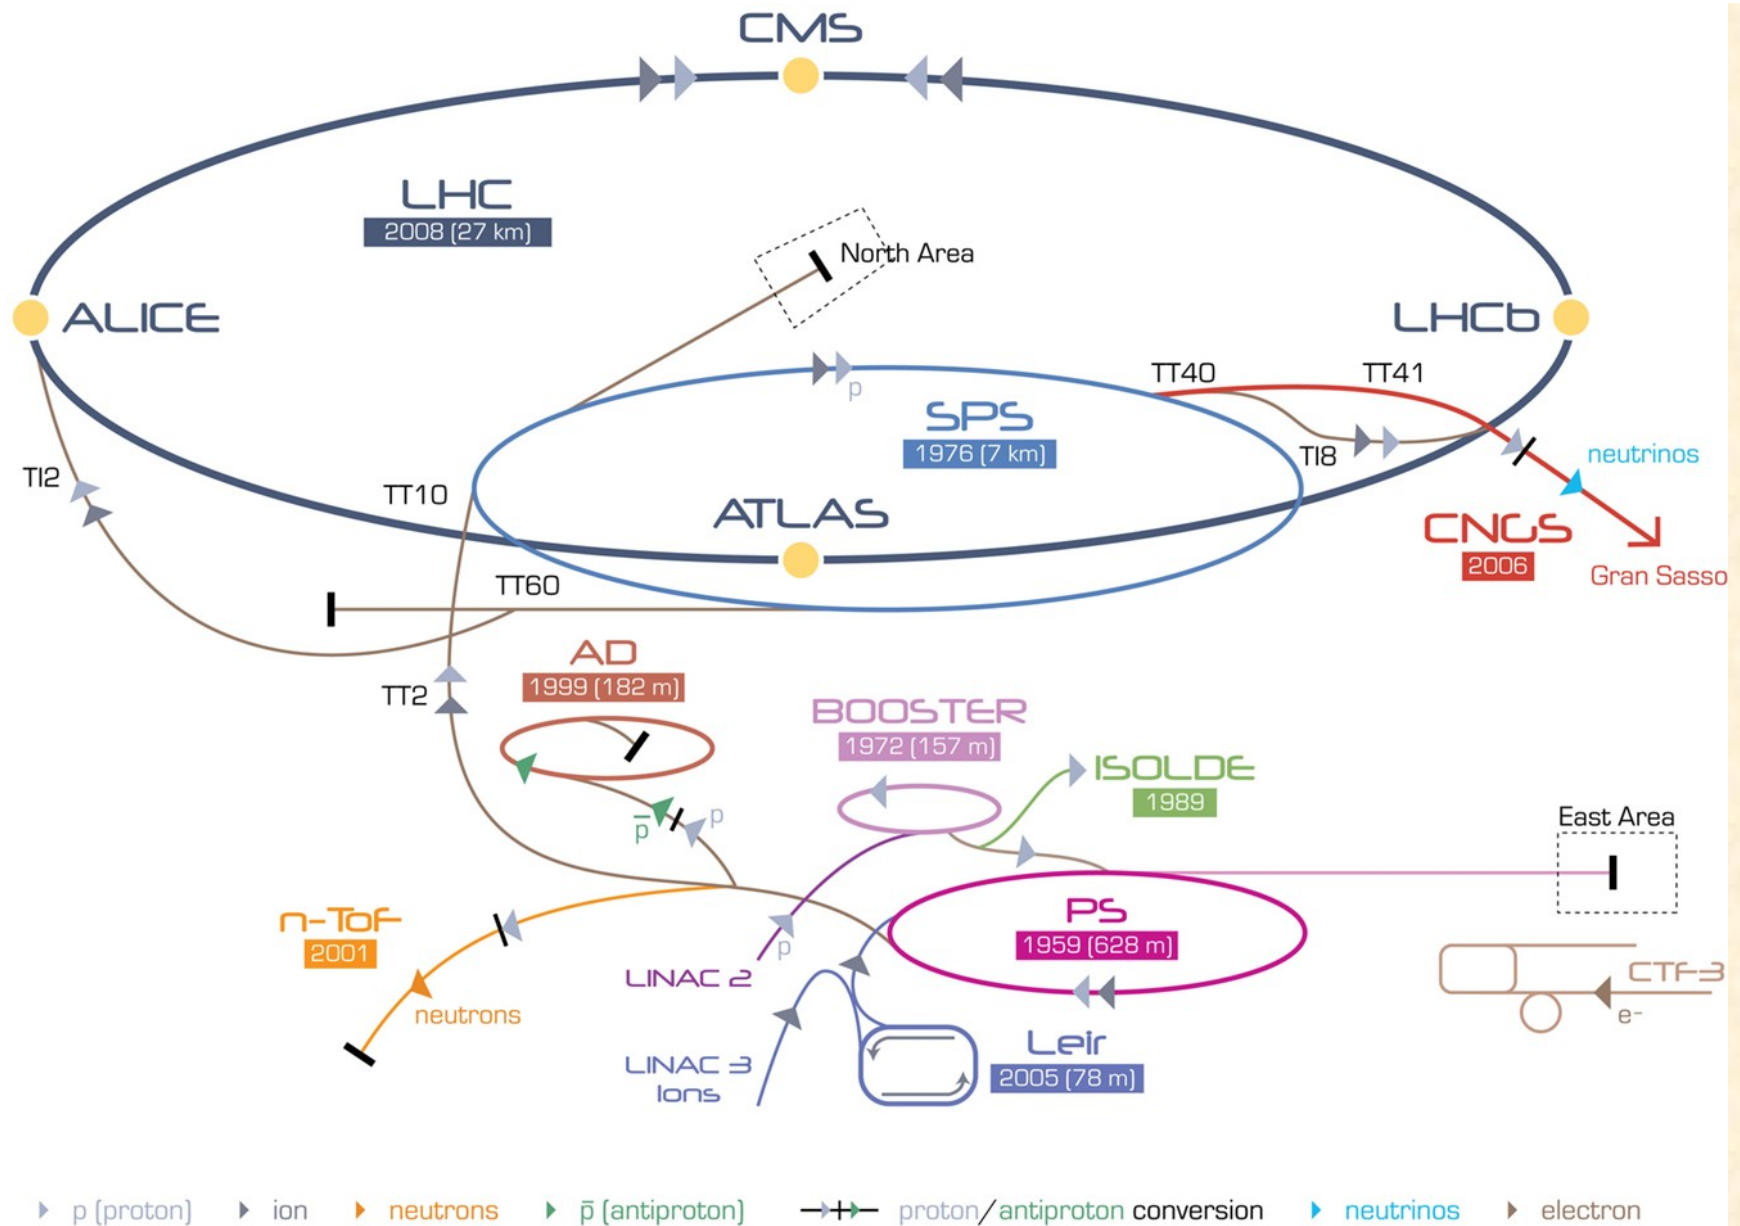 CMS
LHC
2008 (27 km)
North Area
ALICE
LHCb
p
TT40
TT41
SPS
1976 (7 km)
TI8
neutrinos
TI2
TT10
ATLAS
CNGS
2006
Gran Sasso
TT60
AD
1999 (182 m)
TT2
BOOSTER
1972 (157 m)
ISOLDE
1989
p̅
p
East Area
n-ToF
2001
neutrons
p
LINAC 2
PS
1959 (628 m)
CTF-3
e-
LINAC 3
Ions
Leir
2005 (78 m)
p (proton)
ion
neutrons
p̅ (antiproton)
proton/antiproton conversion
neutrinos
electron